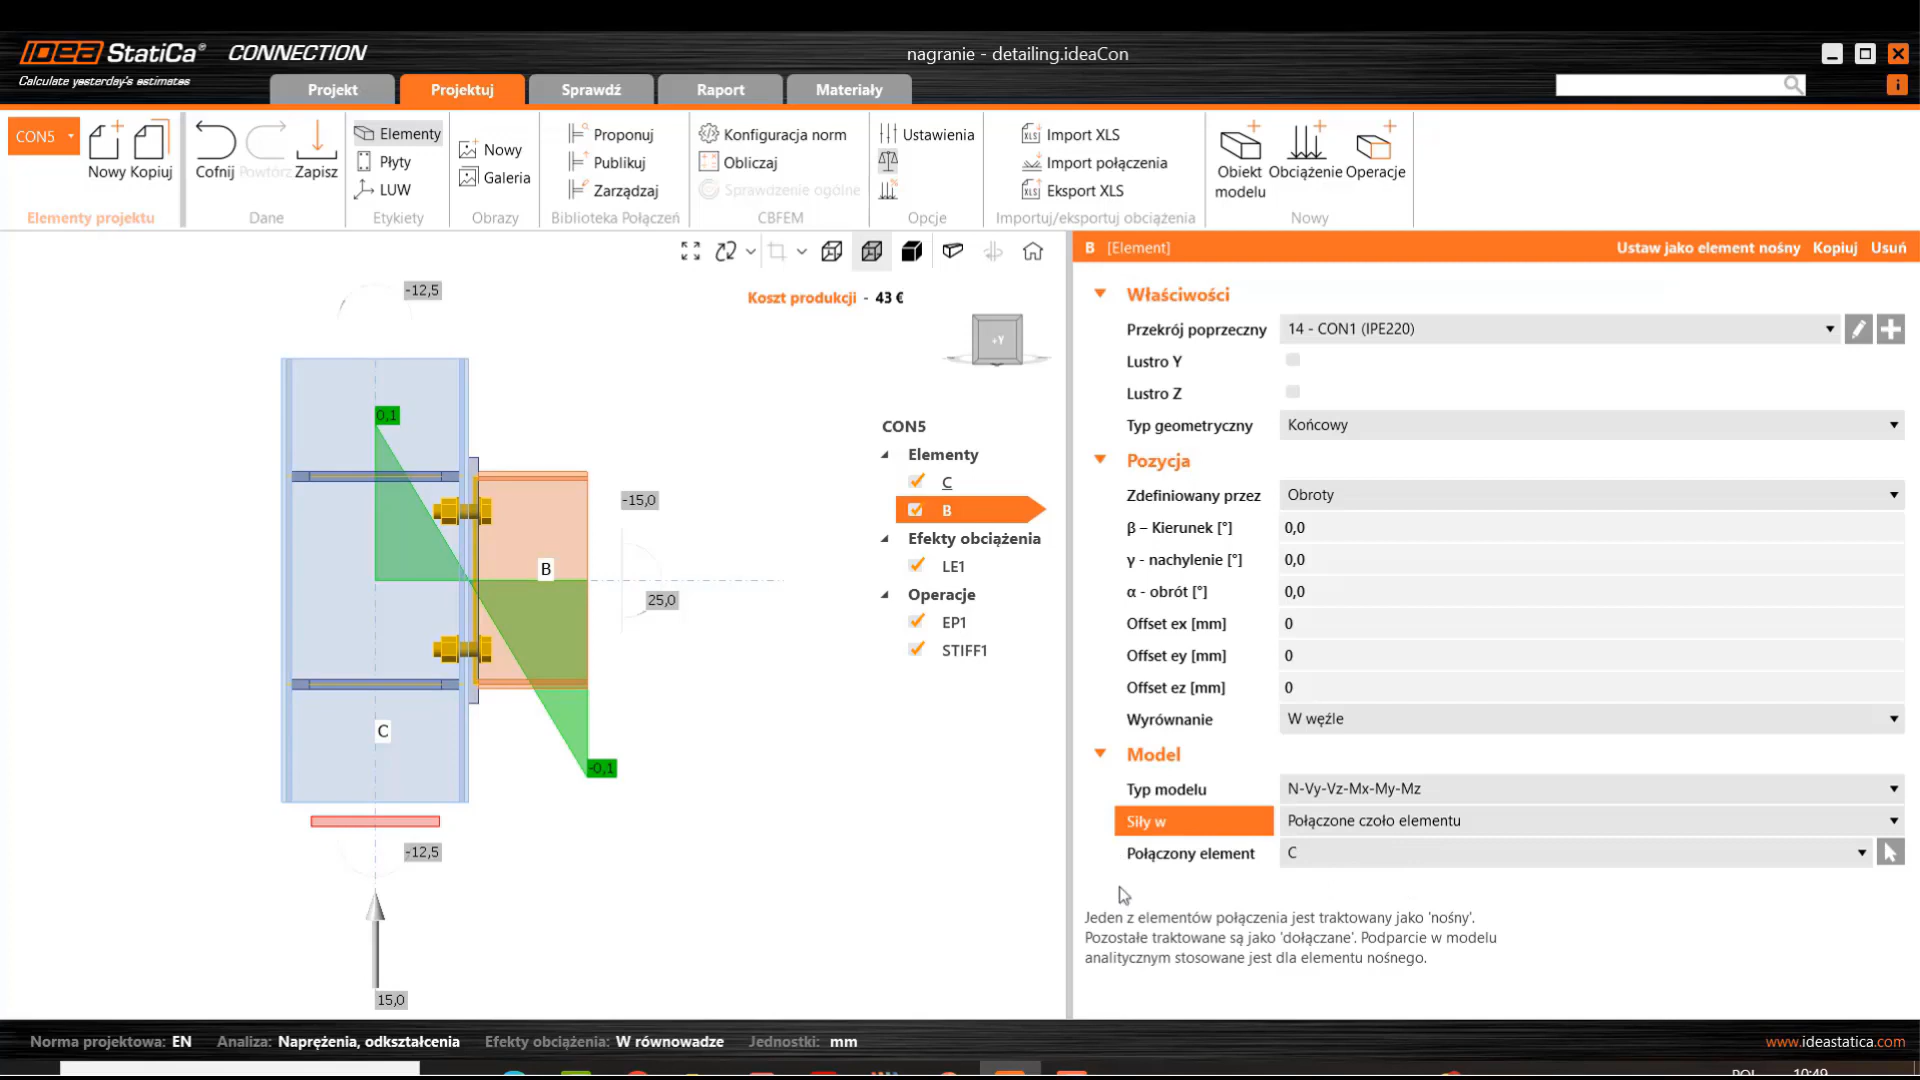 IDEA StatiCa® CONNECTION
Calculate yesterday's estimates
nagranie - detailing.ideaCon
Projekt Projektuj Sprawdź Raport Materiały
CON5
Nowy Kopiuj
Elementy projektu
Cofnij Powtórz Zapisz
Dane
Elementy
Płyty
LUW
Etykiety
Nowy
Galeria
Obrazy
Proponuj
Publikuj
Zarządzaj
Biblioteka Połączeń
Konfiguracja norm
Obliczaj
Sprawdzenie ogólne
CBFEM
Ustawienia
Opcje
Import XLS
Import połączenia
Eksport XLS
Importuj/eksportuj obciążenia
Obiekt modelu
Obciążenie
Operacje
Nowy
Koszt produkcji - 43 €
+Y
-12,5
0,1
-15,0
B
25,0
C
-0,1
-12,5
15,0
CON5
Elementy
C
B
Efekty obciążenia
LE1
Operacje
EP1
STIFF1
B [Element] Ustaw jako element nośny Kopiuj Usuń
Właściwości
Przekrój poprzeczny 14 - CON1 (IPE220)
Lustro Y
Lustro Z
Typ geometryczny Końcowy
Pozycja
Zdefiniowany przez Obroty
β – Kierunek [°] 0,0
γ - nachylenie [°] 0,0
α - obrót [°] 0,0
Offset ex [mm] 0
Offset ey [mm] 0
Offset ez [mm] 0
Wyrównanie W węźle
Model
Typ modelu N-Vy-Vz-Mx-My-Mz
Siły w Połączone czoło elementu
Połączony element C
Jeden z elementów połączenia jest traktowany jako 'nośny'.
Pozostałe traktowane są jako 'dołączane'. Podparcie w modelu
analitycznym stosowane jest dla elementu nośnego.
Norma projektowa: EN Analiza: Naprężenia, odkształcenia Efekty obciążenia: W równowadze Jednostki: mm
www.ideastatica.com